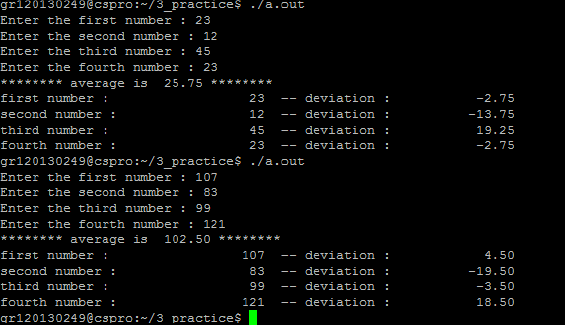 gr120130249@cspro:~/3_practice$ ./a.out
Enter the first number : 23
Enter the second number : 12
Enter the third number : 45
Enter the fourth number : 23
******** average is  25.75 ********
first number :                  23  -- deviation :           -2.75
second number :                 12  -- deviation :          -13.75
third number :                  45  -- deviation :           19.25
fourth number :                 23  -- deviation :           -2.75
gr120130249@cspro:~/3_practice$ ./a.out
Enter the first number : 107
Enter the second number : 83
Enter the third number : 99
Enter the fourth number : 121
******** average is  102.50 ********
first number :                 107  -- deviation :            4.50
second number :                 83  -- deviation :          -19.50
third number :                  99  -- deviation :           -3.50
fourth number :                121  -- deviation :           18.50
gr120130249@cspro:~/3_practice$